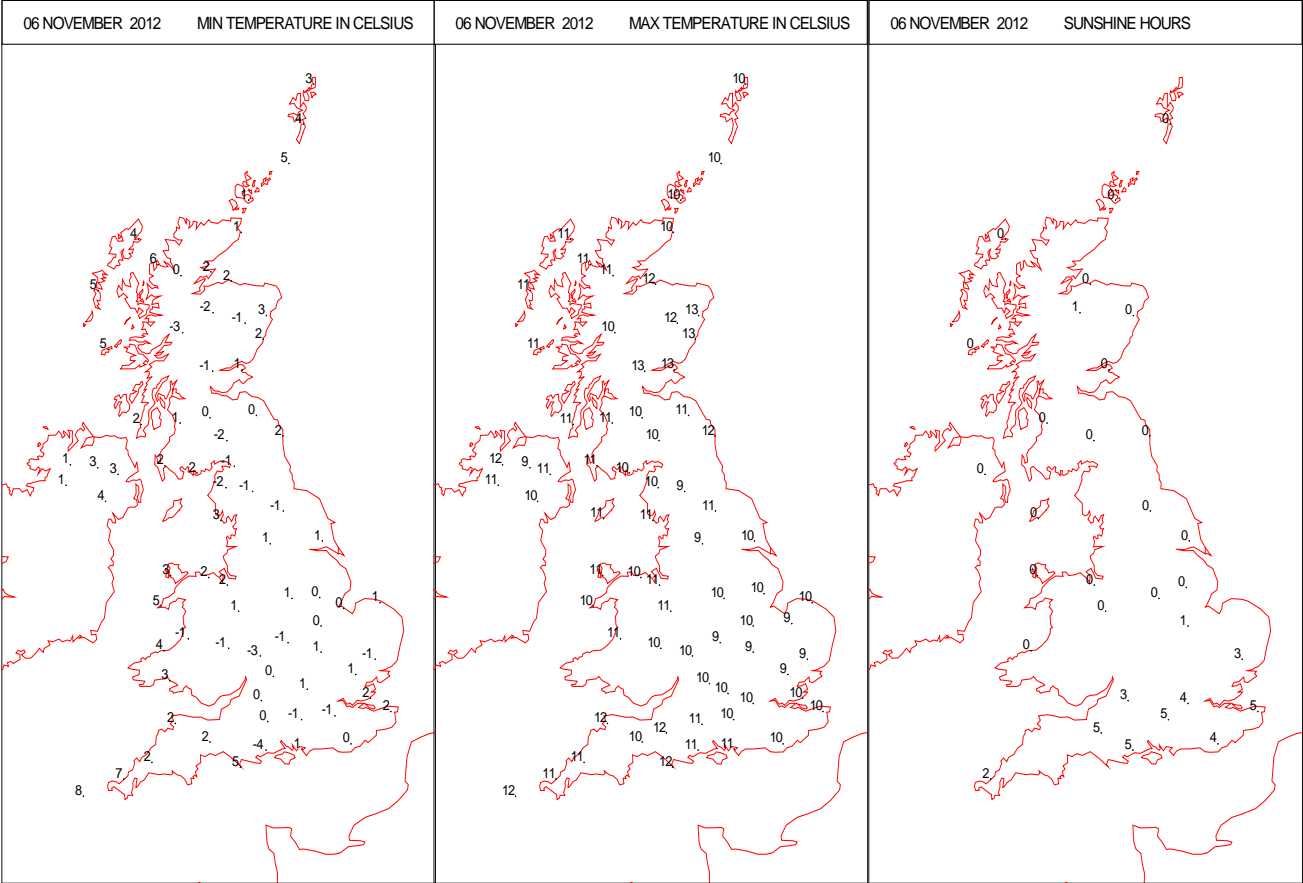 06 NOVEMBER 2012 MIN TEMPERATURE IN CELSIUS
3.
4.
5.
1.
1.
4.
6. 0. -2. 2.
5.
-2. -1. 3.
-3. 2.
5.
-1. 1.
2. 1. 0. 0.
-2. 2.
1. 3. 3. 2. 2. -1.
1. 4. -2. -1.
3. -1.
1. 1.
3. 2. 2.
5. 1. 1. 0. 0. 1.
0.
4. -1. -1. -3. -1. 1. -1.
3. 0. 1. 1.
0. 2.
2. 0. -1. -1. 2.
2. -4. 1. 0.
2. 5.
7.
8.
06 NOVEMBER 2012 MAX TEMPERATURE IN CELSIUS
10.
10.
10.
10.
11.
11. 11. 12.
11.
12. 13.
10. 13.
11.
13. 13.
11. 11. 10. 11.
10. 12.
12. 9. 11. 11. 10.
11. 10. 10. 9.
11. 11. 11.
9. 10.
11. 10. 11.
10. 11. 10. 10. 10.
10. 9.
11. 10. 10. 9. 9. 9.
10. 9.
10. 10. 10.
12. 12. 11. 10. 10.
10. 11. 11. 10.
11. 12.
11.
12.
06 NOVEMBER 2012 SUNSHINE HOURS
0.
0.
0.
0.
1. 0.
0.
0.
0. 0. 0.
0.
0. 0.
0.
0. 0. 0. 0.
0. 1.
0. 3.
3. 4. 5.
5. 5. 5. 4.
2.